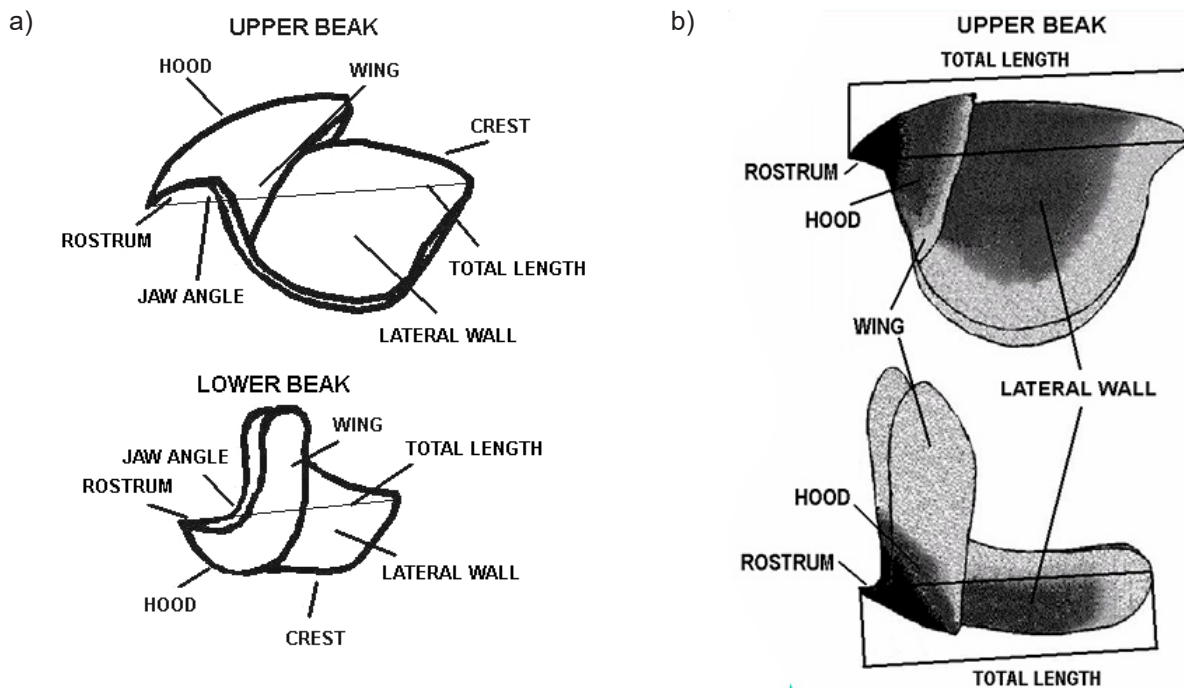 a)
UPPER BEAK
HOOD
WING
CREST
ROSTRUM
JAW ANGLE
TOTAL LENGTH
LATERAL WALL
LOWER BEAK
WING
TOTAL LENGTH
JAW ANGLE
ROSTRUM
LATERAL WALL
HOOD
CREST
b)
UPPER BEAK
TOTAL LENGTH
ROSTRUM
HOOD
WING
LATERAL WALL
HOOD
ROSTRUM
TOTAL LENGTH